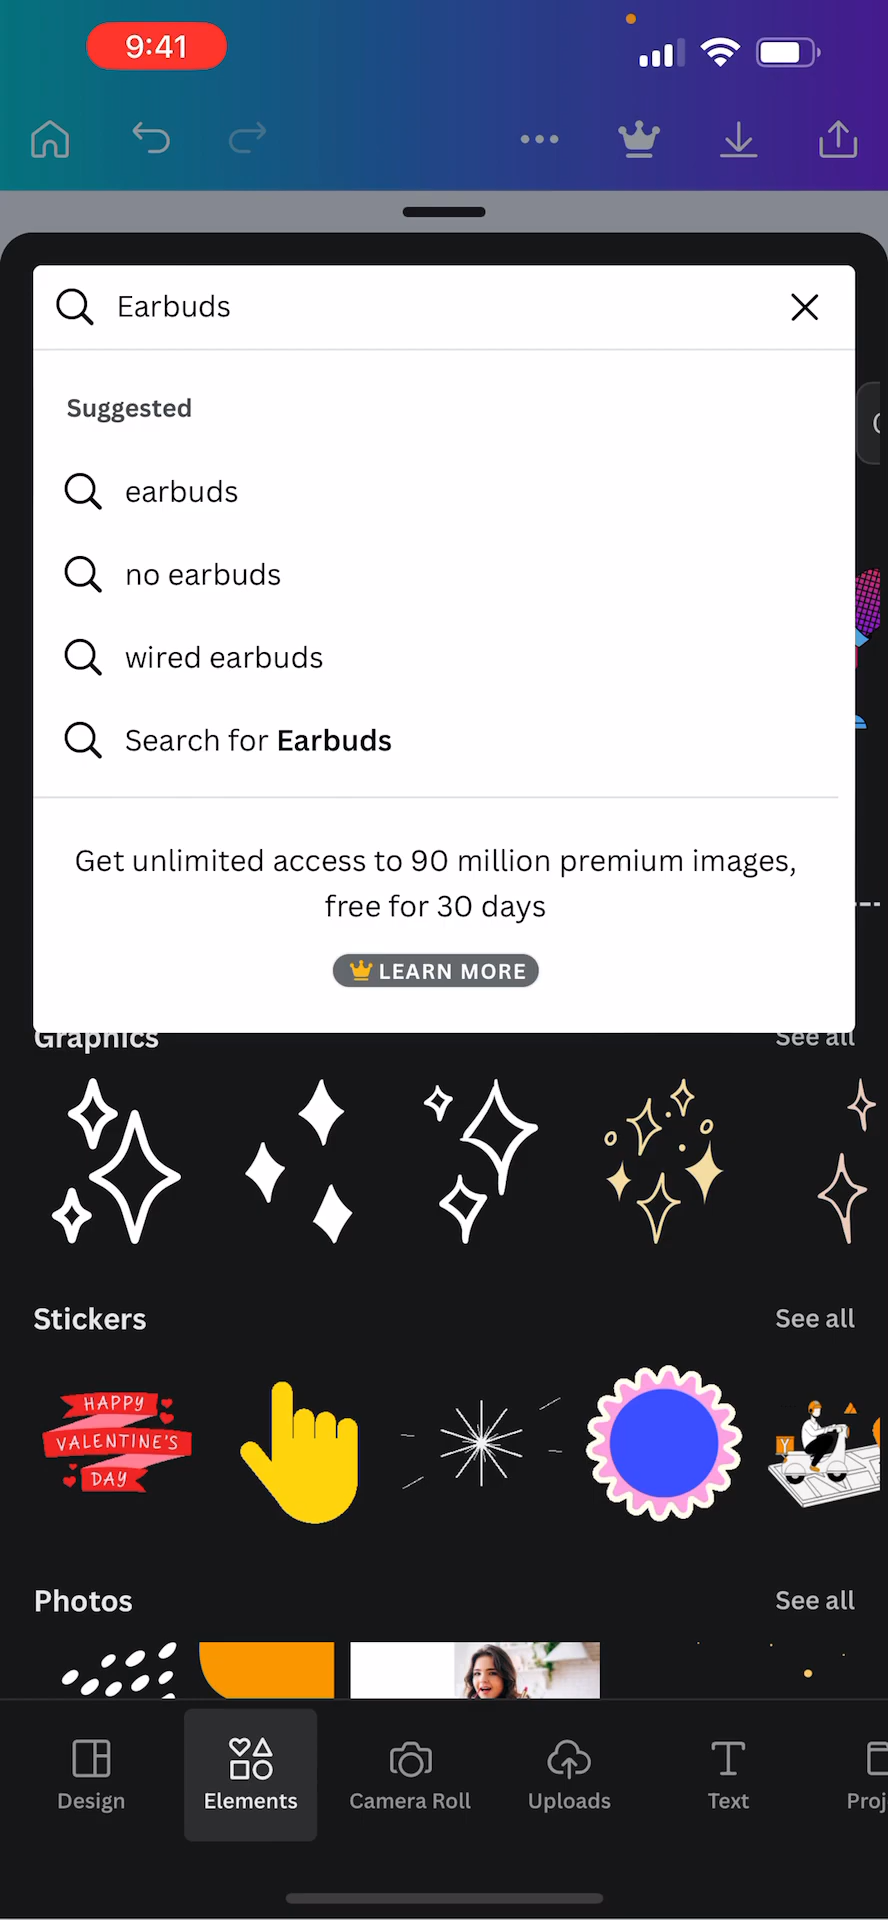 9:41
Earbuds
Suggested
earbuds
no earbuds
wired earbuds
Search for Earbuds
Get unlimited access to 90 million premium images,
free for 30 days
LEARN MORE
Graphics
See all
Stickers
See all
HAPPY
VALENTINE'S
DAY
Photos
See all
Design
Elements
Camera Roll
Uploads
Text
Proj